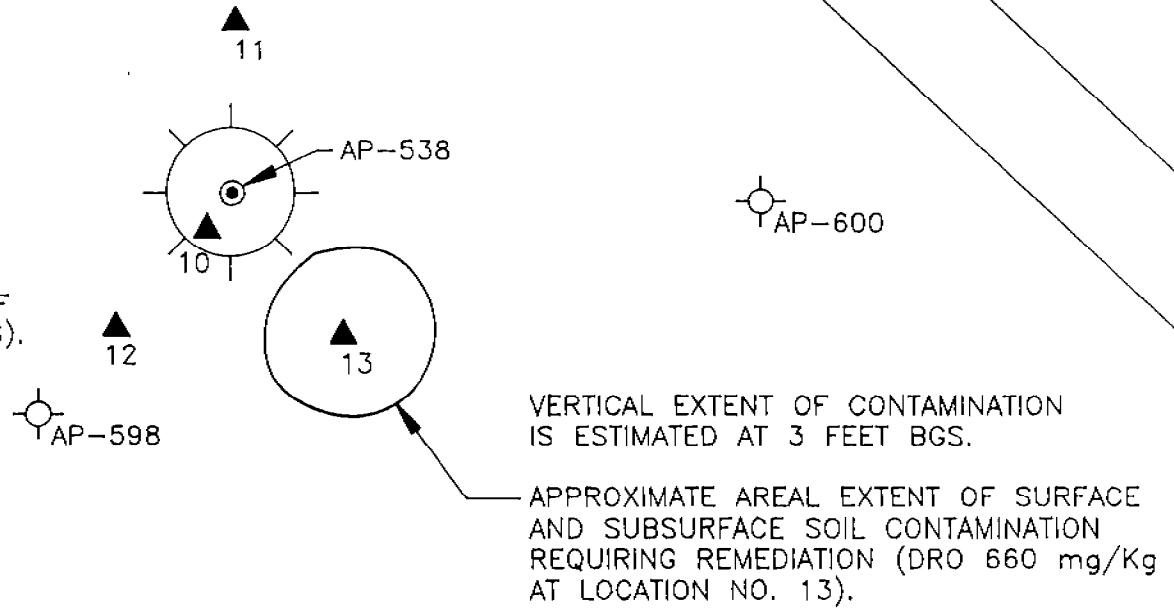 11
AP-538
AP-600
10
).
12
13
AP-598
VERTICAL EXTENT OF CONTAMINATION
IS ESTIMATED AT 3 FEET BGS.
APPROXIMATE AREAL EXTENT OF SURFACE
AND SUBSURFACE SOIL CONTAMINATION
REQUIRING REMEDIATION (DRO 660 mg/Kg
AT LOCATION NO. 13).